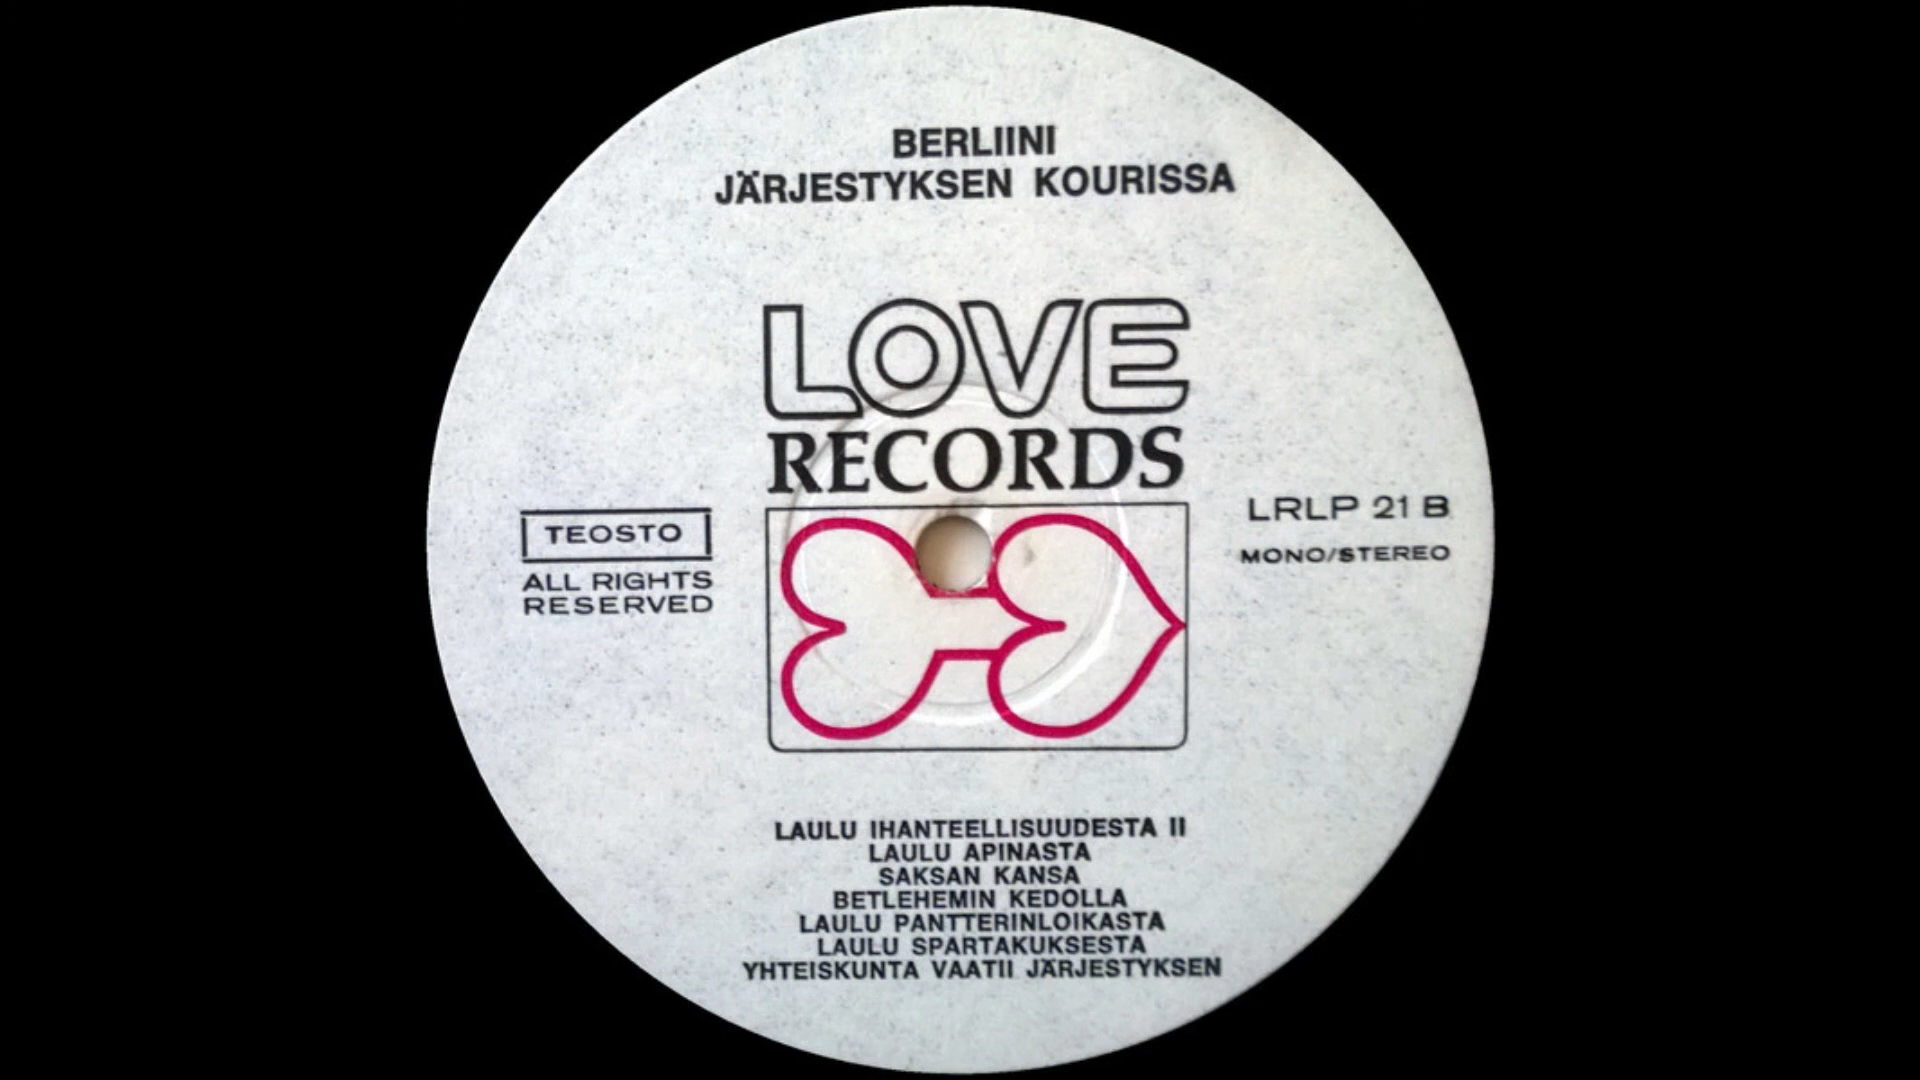 BERLIINI
JÄRJESTYKSEN KOURISSA
LOVE
RECORDS
TEOSTO
ALL RIGHTS
RESERVED
LRLP 21 B
MONO/STEREO
LAULU IHANTEELLISUUDESTA II
LAULU APINASTA
SAKSAN KANSA
BETLEHEMIN KEDOLLA
LAULU PANTTERINLOIKASTA
LAULU SPARTAKUKSESTA
YHTEISKUNTA VAATII JÄRJESTYKSEN